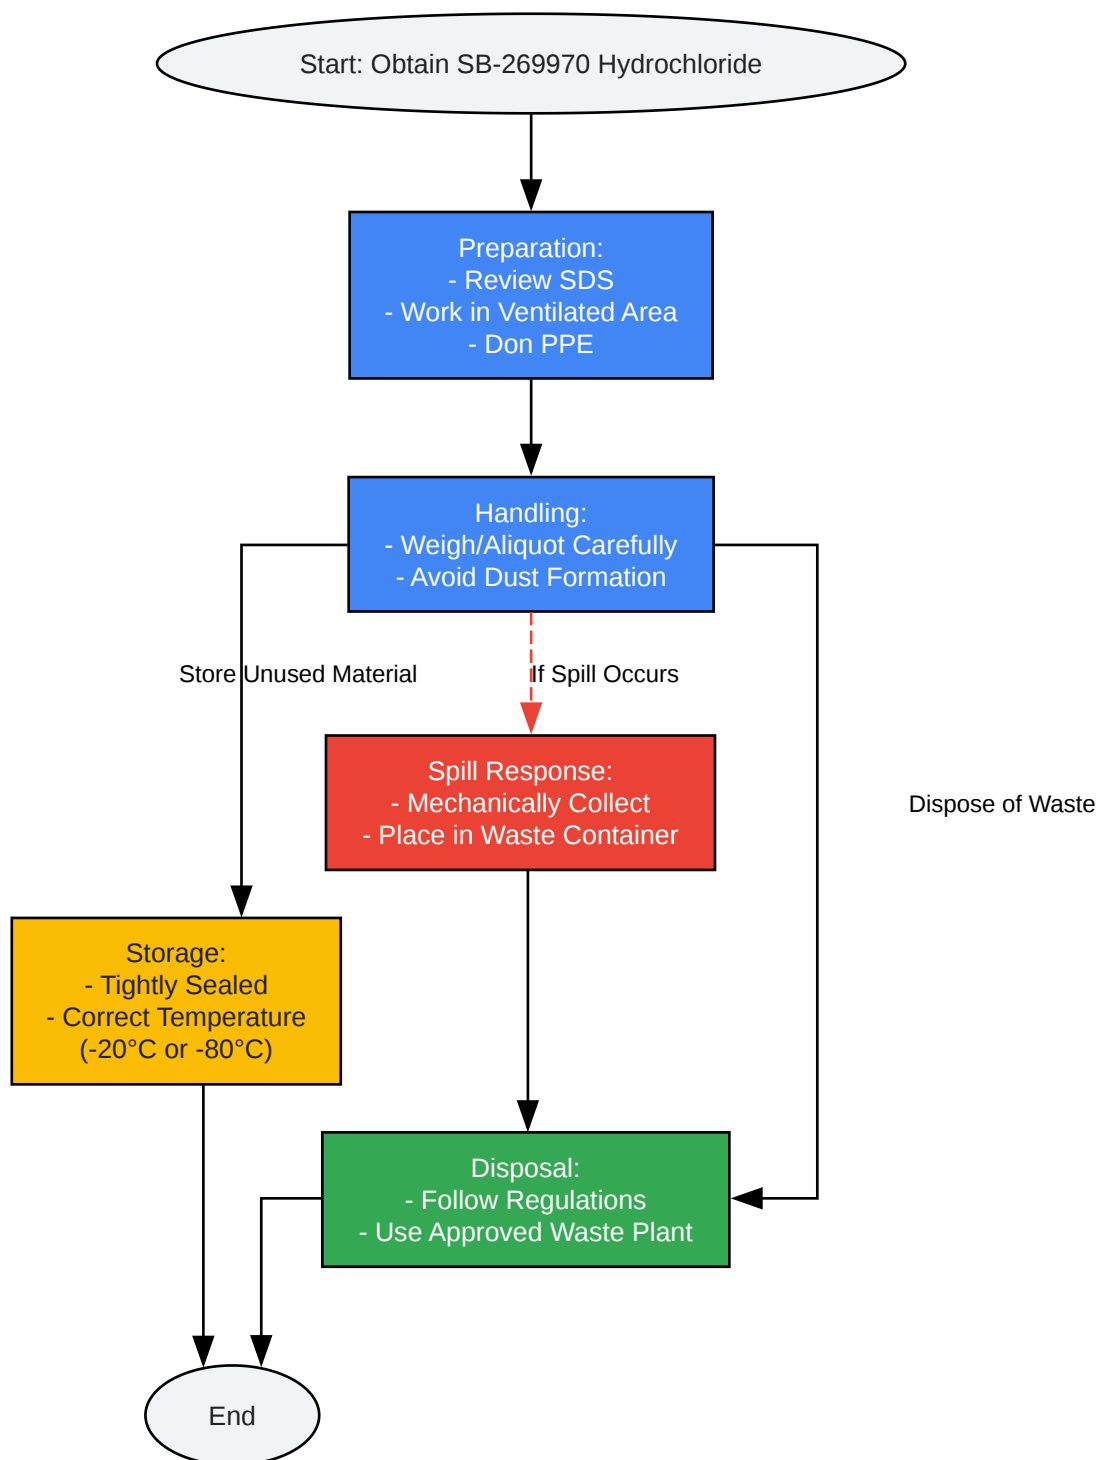 Start: Obtain SB-269970 Hydrochloride
Preparation:
- Review SDS
- Work in Ventilated Area
- Don PPE
Handling:
- Weigh/Aliquot Carefully
- Avoid Dust Formation
Store Unused Material
If Spill Occurs
Spill Response:
- Mechanically Collect
- Place in Waste Container
Dispose of Waste
Storage:
- Tightly Sealed
- Correct Temperature
(-20°C or -80°C)
Disposal:
- Follow Regulations
- Use Approved Waste Plant
End